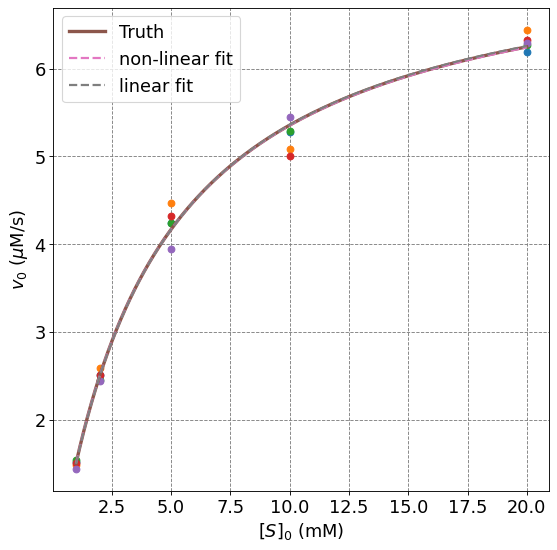 Truth
non-linear fit
linear fit
6
5
4
3
2
v₀ (μM/s)
2.5 5.0 7.5 10.0 12.5 15.0 17.5 20.0
[S]₀ (mM)